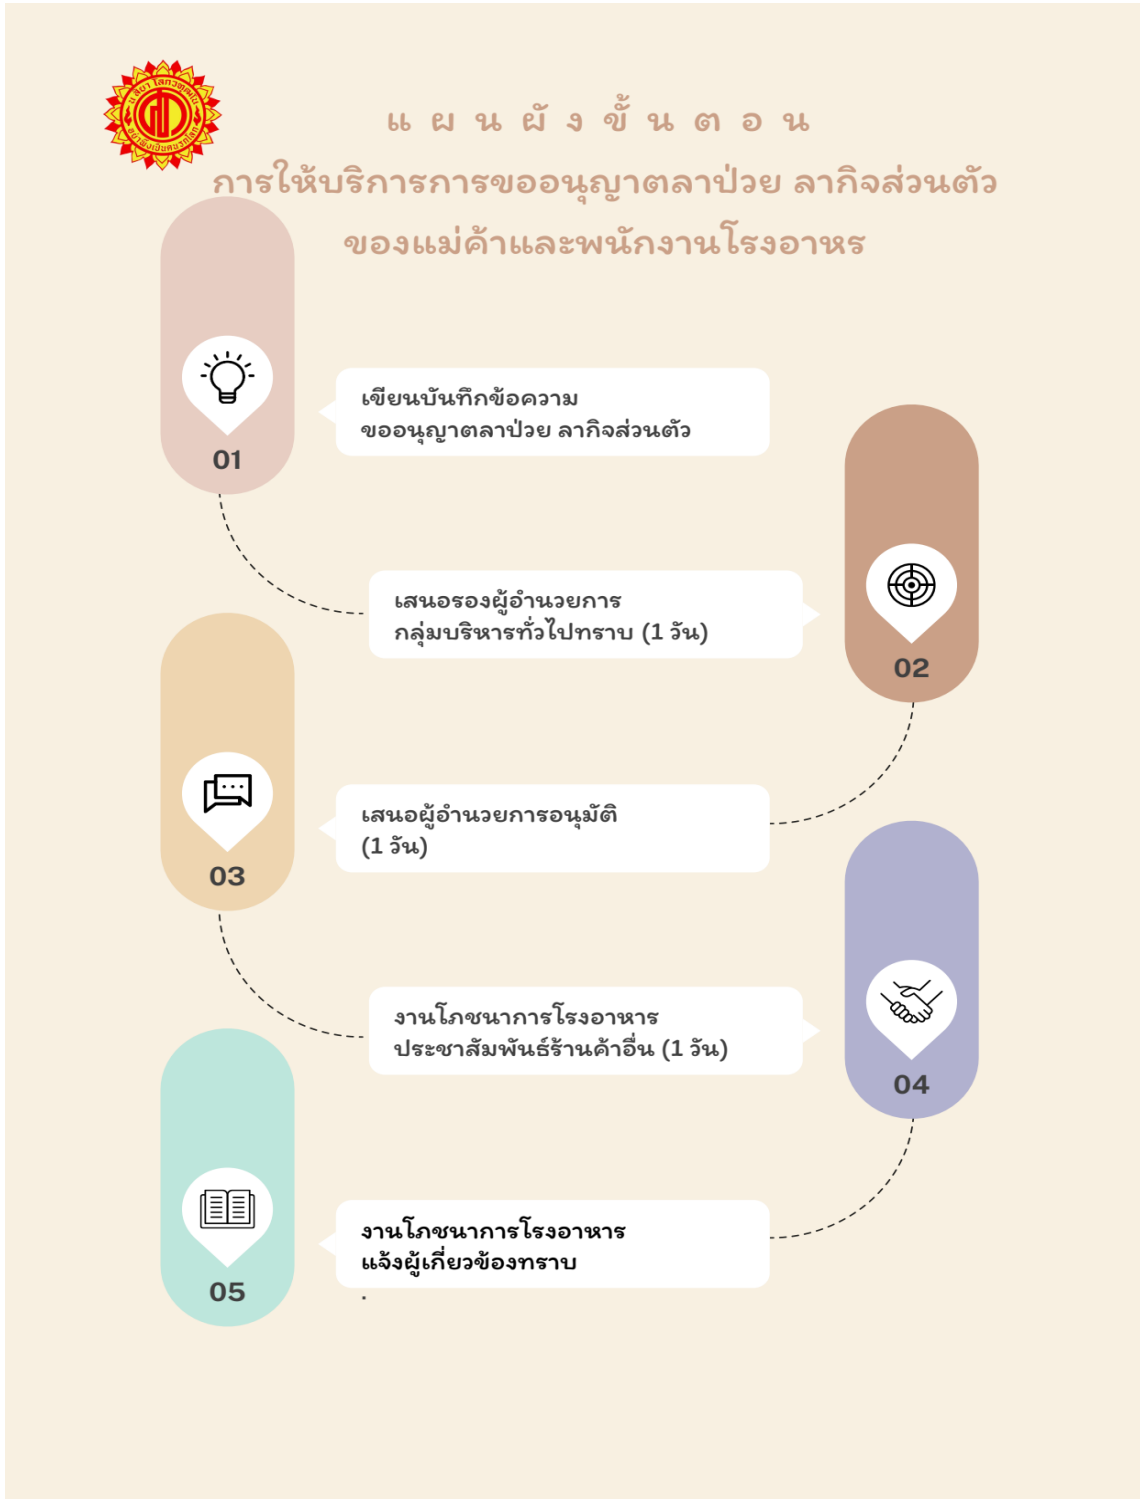 แผนผังขั้นตอน
การให้บริการการขออนุญาตลาป่วย ลากิจส่วนตัว
ของแม่ค้าและพนักงานโรงอาหร
01
เขียนบันทึกข้อความ
ขออนุญาตลาป่วย ลากิจส่วนตัว
02
เสนอรองผู้อำนวยการ
กลุ่มบริหารทั่วไปทราบ (1 วัน)
03
เสนอผู้อำนวยการอนุมัติ
(1 วัน)
04
งานโภชนาการโรงอาหาร
ประชาสัมพันธ์ร้านค้าอื่น (1 วัน)
05
งานโภชนาการโรงอาหาร
แจ้งผู้เกี่ยวข้องทราบ
.